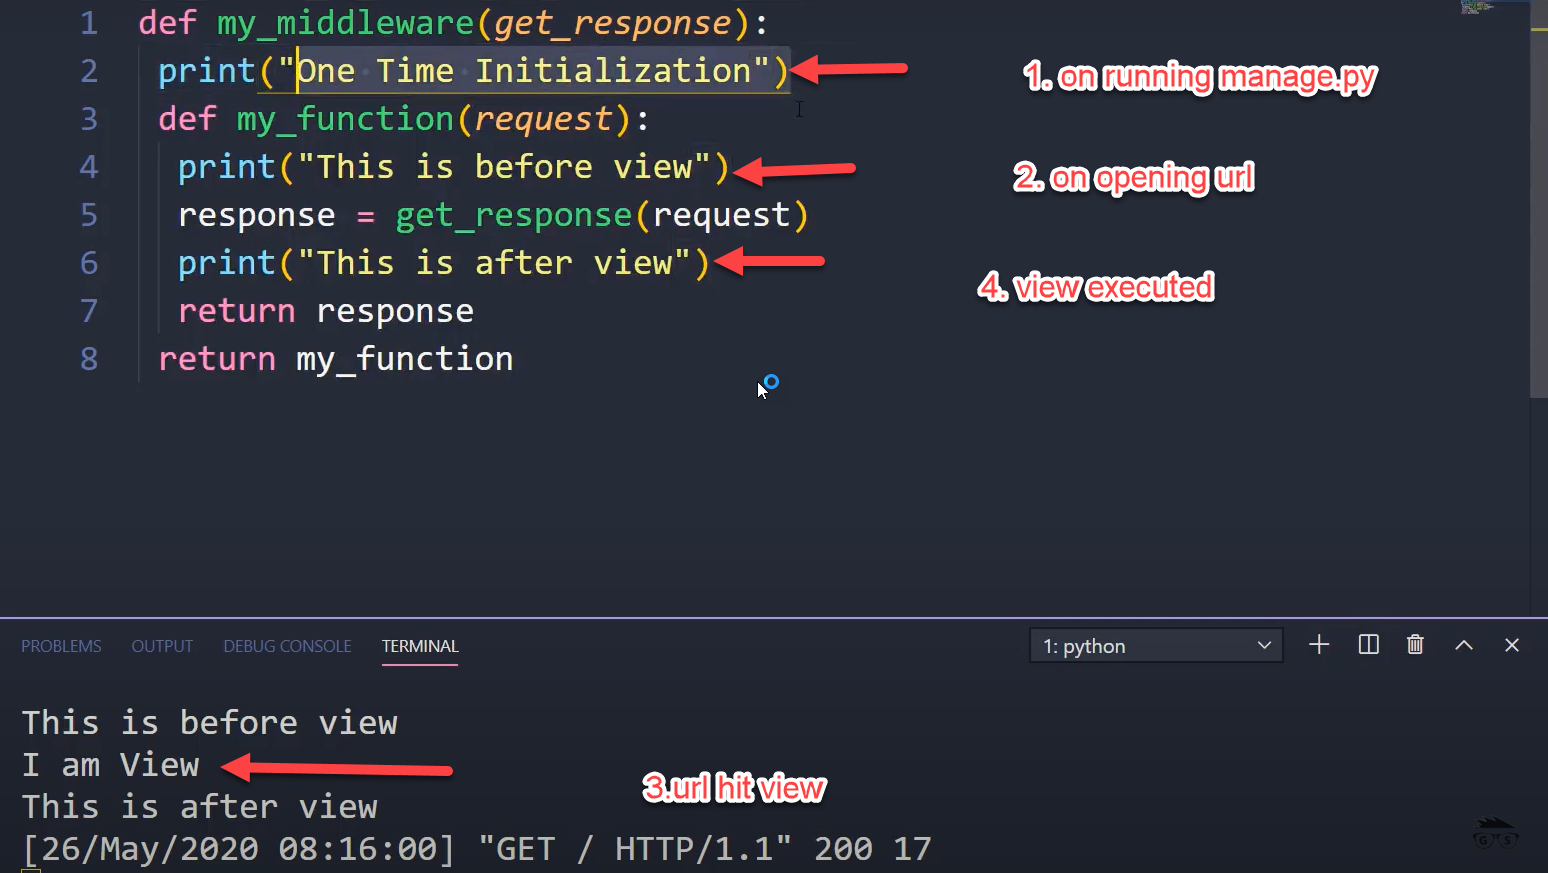 1 def my_middleware(get_response):
2 print("One Time Initialization")
1. on running manage.py
3 def my_function(request):
4 print("This is before view")
2. on opening url
5 response = get_response(request)
6 print("This is after view")
4. view executed
7 return response
8 return my_function
PROBLEMS OUTPUT DEBUG CONSOLE TERMINAL 1: python
This is before view
I am View
3.url hit view
This is after view
[26/May/2020 08:16:00] "GET / HTTP/1.1" 200 17
G S